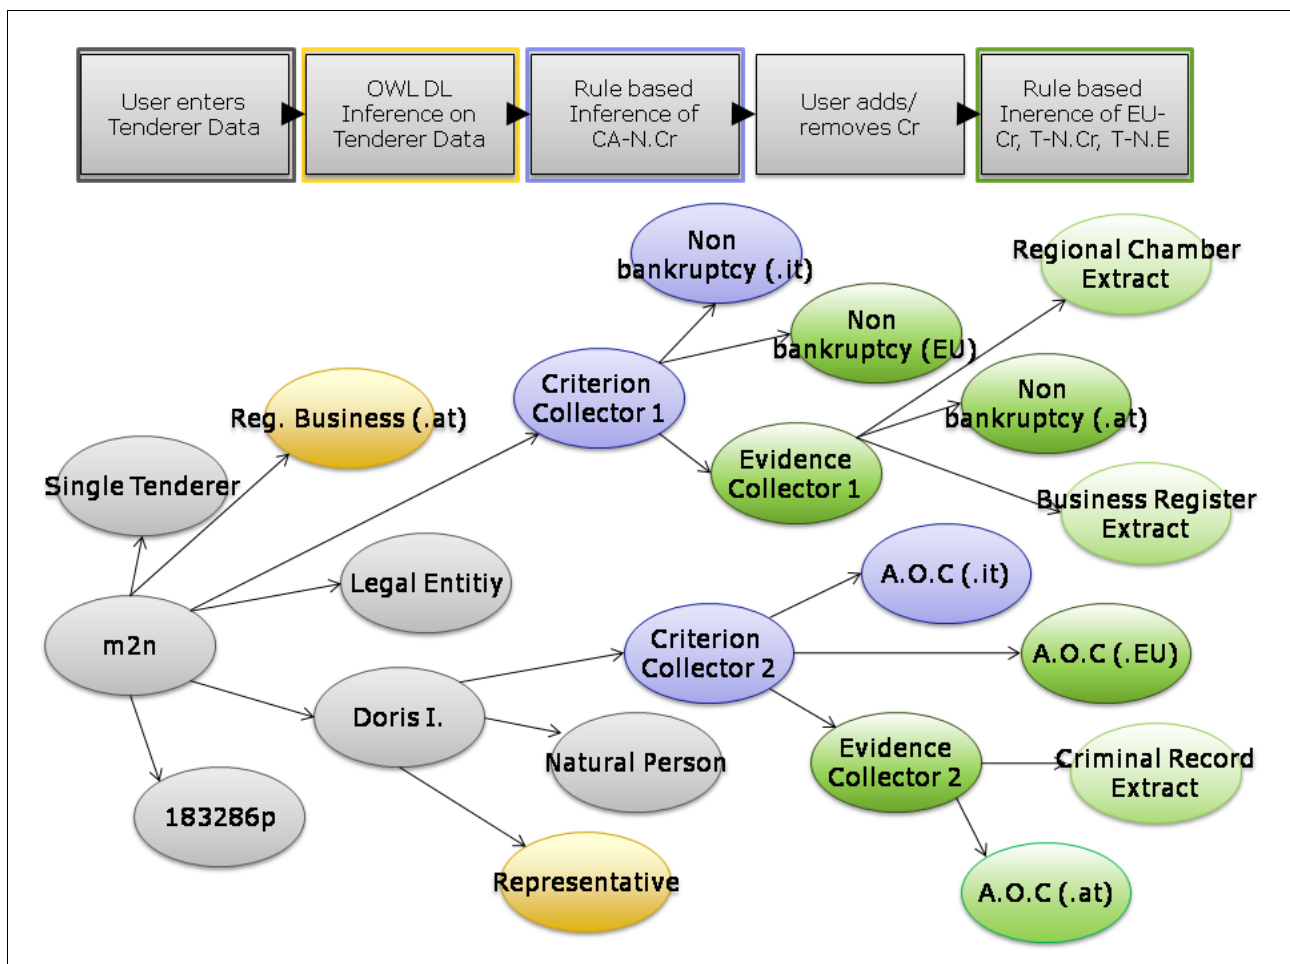 User enters
Tenderer Data
OWL DL
Inference on
Tenderer Data
Rule based
Inference of
CA-N.Cr
User adds/
removes Cr
Rule based
Inerence of EU-
Cr, T-N.Cr, T-N.E
Non
bankruptcy (.it)
Regional Chamber
Extract
Non
bankruptcy (EU)
Criterion
Collector 1
Reg. Business (.at)
Non
bankruptcy (.at)
Single Tenderer
Evidence
Collector 1
Business Register
Extract
Legal Entitiy
A.O.C (.it)
m2n
Criterion
Collector 2
A.O.C (.EU)
Doris I.
Natural Person
Evidence
Collector 2
Criminal Record
Extract
183286p
Representative
A.O.C (.at)